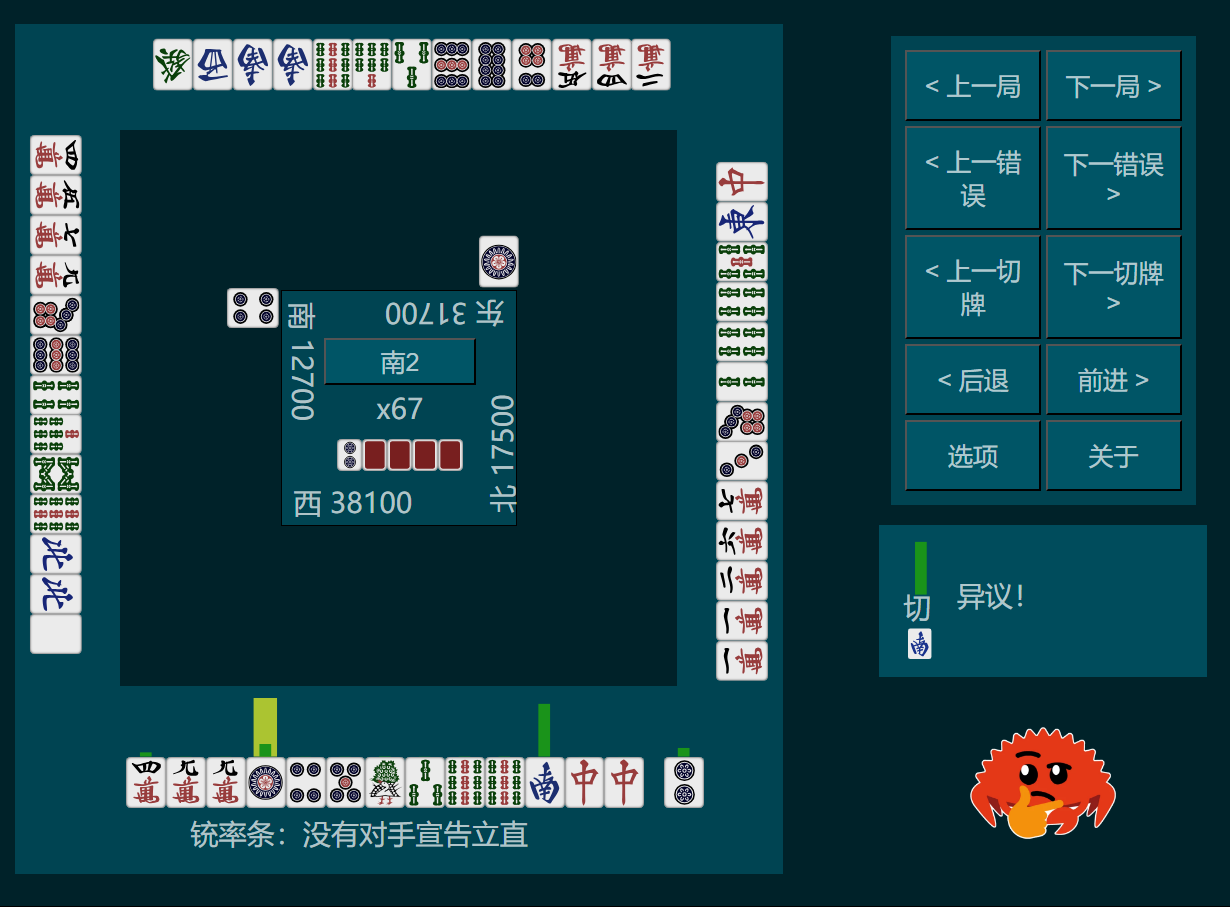 东 31700
南 12700
南2
x67
北 17500
西 38100
铳率条：没有对手宣告立直
< 上一局
下一局 >
< 上一错
误
下一错误
>
< 上一切
牌
下一切牌
>
< 后退
前进 >
选项
关于
切
异议！